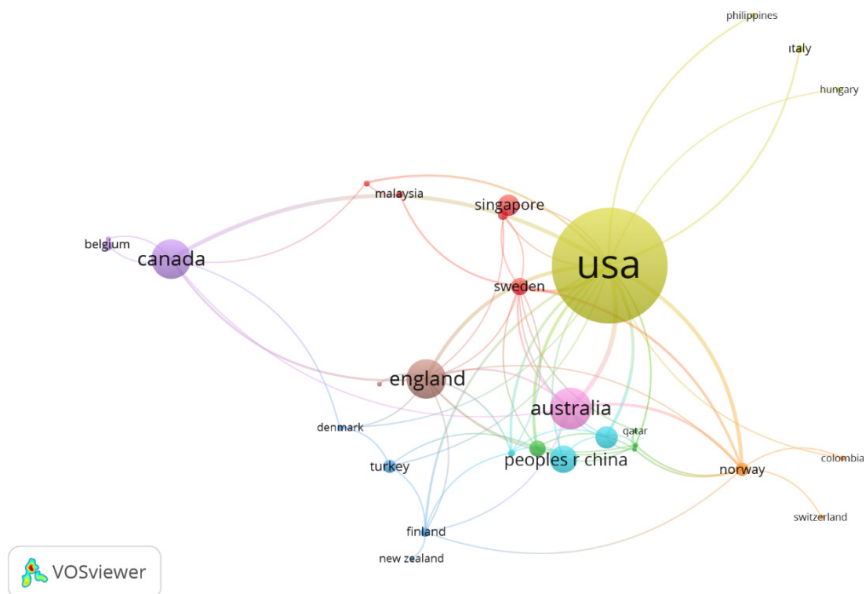 philippines
italy
hungary
malaysia
singapore
belgium
canada
usa
sweden
england
australia
denmark
qatar
turkey
peoples r china
norway
colombia
switzerland
finland
new zealand
VOSviewer